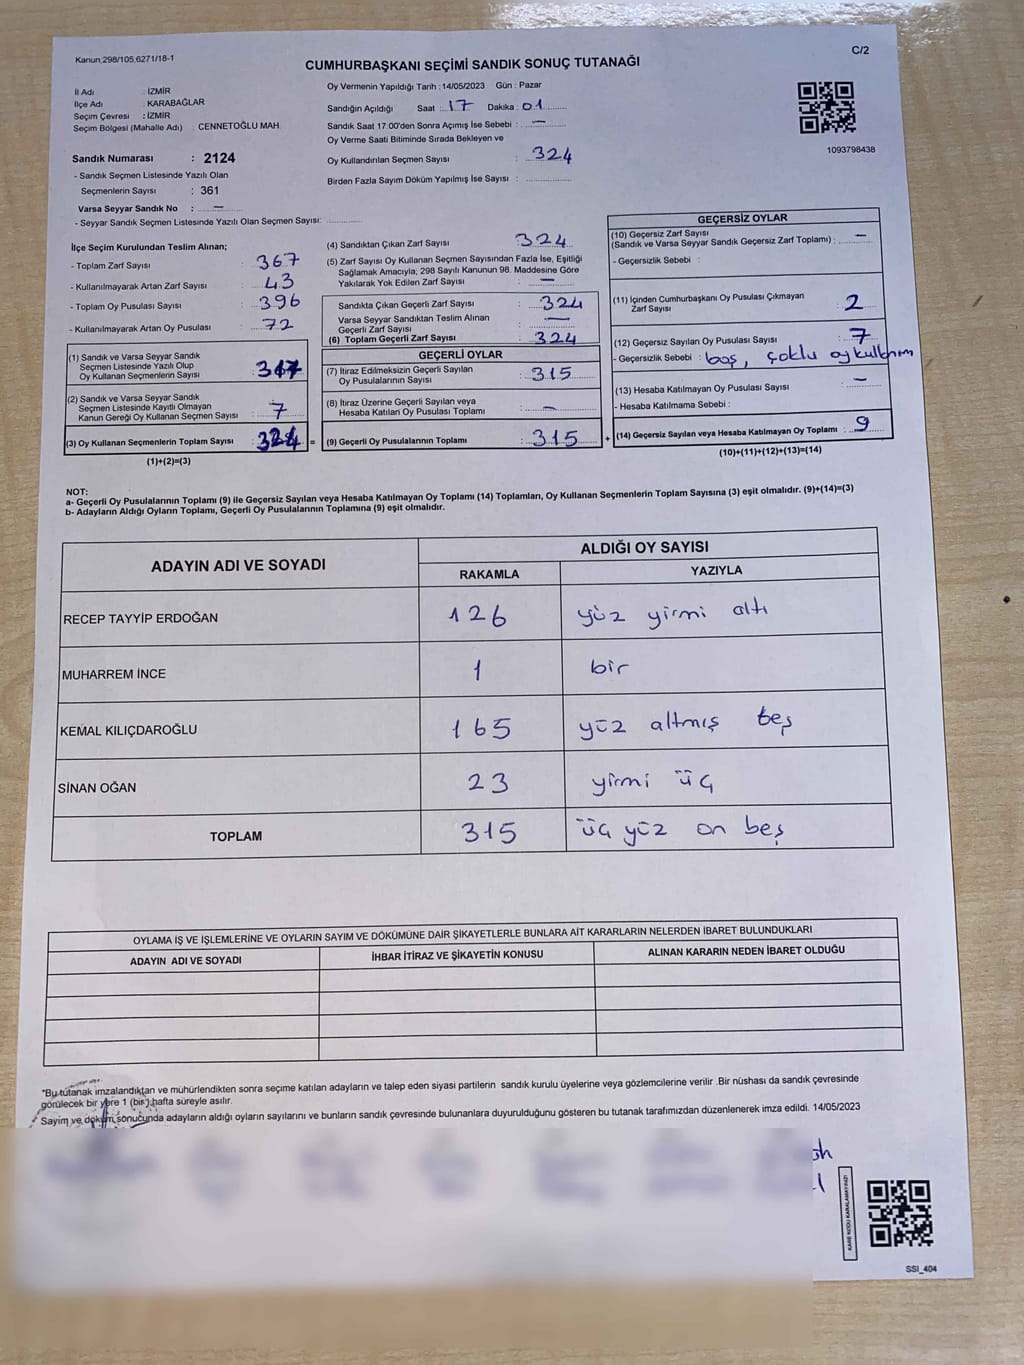 Kanun;298/105,6271/18-1
C/2
CUMHURBAŞKANI SEÇİMİ SANDIK SONUÇ TUTANAĞI
İl Adı : İZMİR
İlçe Adı : KARABAĞLAR
Seçim Çevresi : İZMİR
Seçim Bölgesi (Mahalle Adı) : CENNETOĞLU MAH.
Sandık Numarası : 2124
- Sandık Seçmen Listesinde Yazılı Olan
Seçmenlerin Sayısı : 361
Varsa Seyyar Sandık No : —
- Seyyar Sandık Seçmen Listesinde Yazılı Olan Seçmen Sayısı: ............
Oy Vermenin Yapıldığı Tarih : 14/05/2023 Gün : Pazar
Sandığın Açıldığı Saat : 17 Dakika : 01
Sandık Saat 17:00'den Sonra Açımış İse Sebebi : —
Oy Verme Saati Bitiminde Sırada Bekleyen ve
Oy Kullandırılan Seçmen Sayısı : 324
Birden Fazla Sayım Döküm Yapılmış İse Sayısı : ............
1093798438
İlçe Seçim Kurulundan Teslim Alınan;
- Toplam Zarf Sayısı : 367
- Kullanılmayarak Artan Zarf Sayısı : 43
- Toplam Oy Pusulası Sayısı : 396
- Kullanılmayarak Artan Oy Pusulası : 72
(1) Sandık ve Varsa Seyyar Sandık
Seçmen Listesinde Yazılı Olup
Oy Kullanan Seçmenlerin Sayısı : 317
(2) Sandık ve Varsa Seyyar Sandık
Seçmen Listesinde Kayıtlı Olmayan
Kanun Gereği Oy Kullanan Seçmen Sayısı : 7
(3) Oy Kullanan Seçmenlerin Toplam Sayısı : 324 =
(1)+(2)=(3)
(4) Sandıktan Çıkan Zarf Sayısı : 324
(5) Zarf Sayısı Oy Kullanan Seçmen Sayısından Fazla İse, Eşitliği
Sağlamak Amacıyla; 298 Sayılı Kanunun 98. Maddesine Göre
Yakılarak Yok Edilen Zarf Sayısı : —
Sandıkta Çıkan Geçerli Zarf Sayısı : 324
Varsa Seyyar Sandıktan Teslim Alınan
Geçerli Zarf Sayısı : —
(6) Toplam Geçerli Zarf Sayısı : 324
GEÇERLİ OYLAR
(7) İtiraz Edilmeksizin Geçerli Sayılan
Oy Pusulalarının Sayısı : 315
(8) İtiraz Üzerine Geçerli Sayılan veya
Hesaba Katılan Oy Pusulası Toplamı : —
(9) Geçerli Oy Pusulalarının Toplamı : 315 +
GEÇERSİZ OYLAR
(10) Geçersiz Zarf Sayısı
(Sandık ve Varsa Seyyar Sandık Geçersiz Zarf Toplamı) : —
- Geçersizlik Sebebi :
(11) İçinden Cumhurbaşkanı Oy Pusulası Çıkmayan
Zarf Sayısı : 2
(12) Geçersiz Sayılan Oy Pusulası Sayısı : 7
- Geçersizlik Sebebi : boş, çoklu oy kullanım
(13) Hesaba Katılmayan Oy Pusulası Sayısı : —
- Hesaba Katılmama Sebebi :
(14) Geçersiz Sayılan veya Hesaba Katılmayan Oy Toplamı : 9
(10)+(11)+(12)+(13)=(14)
NOT:
a- Geçerli Oy Pusulalarının Toplamı (9) ile Geçersiz Sayılan veya Hesaba Katılmayan Oy Toplamı (14) Toplamları, Oy Kullanan Seçmenlerin Toplam Sayısına (3) eşit olmalıdır. (9)+(14)=(3)
b- Adayların Aldığı Oyların Toplamı, Geçerli Oy Pusulalarının Toplamına (9) eşit olmalıdır.
ADAYIN ADI VE SOYADI
ALDIĞI OY SAYISI
RAKAMLA YAZIYLA
RECEP TAYYİP ERDOĞAN 126 yüz yirmi altı
MUHARREM İNCE 1 bir
KEMAL KILIÇDAROĞLU 165 yüz altmış beş
SİNAN OĞAN 23 yirmi üç
TOPLAM 315 üç yüz on beş
OYLAMA İŞ VE İŞLEMLERİNE VE OYLARIN SAYIM VE DÖKÜMÜNE DAİR ŞİKAYETLERLE BUNLARA AİT KARARLARIN NELERDEN İBARET BULUNDUKLARI
ADAYIN ADI VE SOYADI İHBAR İTİRAZ VE ŞİKAYETİN KONUSU ALINAN KARARIN NEDEN İBARET OLDUĞU
*Bu tutanak imzalandıktan ve mühürlendikten sonra seçime katılan adayların ve talep eden siyasi partilerin sandık kurulu üyelerine veya gözlemcilerine verilir .Bir nüshası da sandık çevresinde
görülecek bir yere 1 (bir) hafta süreyle asılır.
Sayım ve döküm sonucunda adayların aldığı oyların sayılarını ve bunların sandık çevresinde bulunanlara duyurulduğunu gösteren bu tutanak tarafımızdan düzenlenerek imza edildi. 14/05/2023
KARE KODU KARALAMAYINIZ!
SSI_404